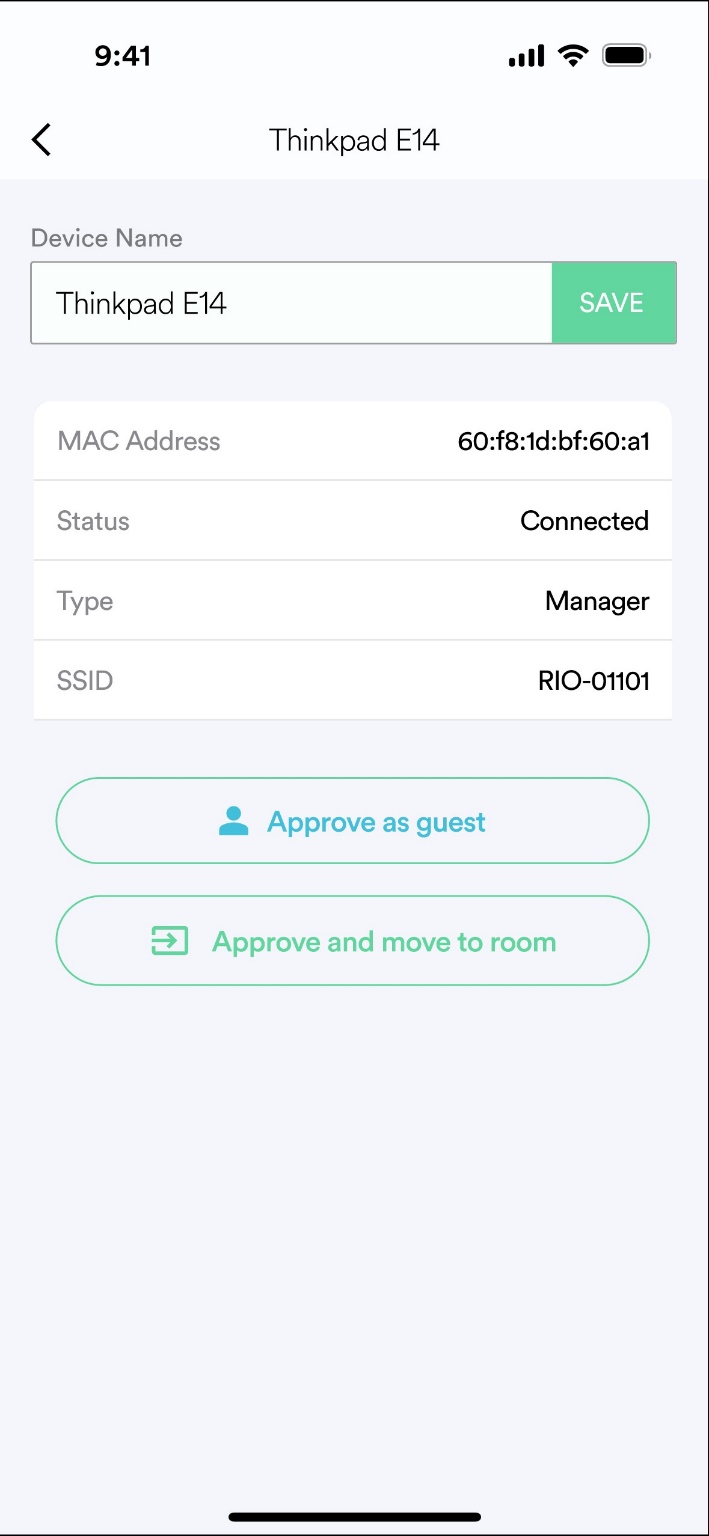 9:41
Thinkpad E14
Device Name
Thinkpad E14 SAVE
MAC Address 60:f8:1d:bf:60:a1
Status Connected
Type Manager
SSID RIO-01101
Approve as guest
Approve and move to room